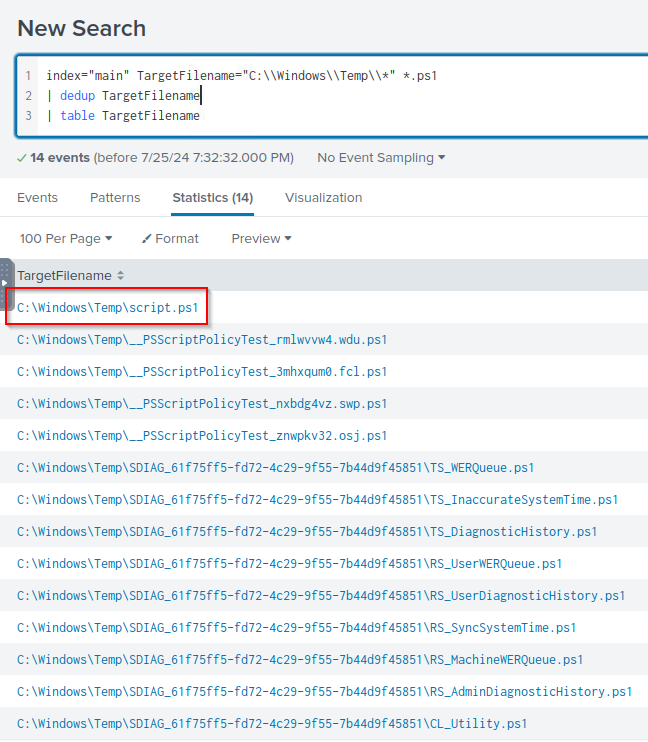 New Search
1 index="main" TargetFilename="C:\\Windows\\Temp\\*" *.ps1
2 | dedup TargetFilename
3 | table TargetFilename
14 events (before 7/25/24 7:32:32.000 PM) No Event Sampling
Events Patterns Statistics (14) Visualization
100 Per Page Format Preview
TargetFilename
C:\Windows\Temp\script.ps1
C:\Windows\Temp\__PSScriptPolicyTest_rmlwvvw4.wdu.ps1
C:\Windows\Temp\__PSScriptPolicyTest_3mhxqum0.fcl.ps1
C:\Windows\Temp\__PSScriptPolicyTest_nxbdg4vz.swp.ps1
C:\Windows\Temp\__PSScriptPolicyTest_znwpkv32.osj.ps1
C:\Windows\Temp\SDIAG_61f75ff5-fd72-4c29-9f55-7b44d9f45851\TS_WERQueue.ps1
C:\Windows\Temp\SDIAG_61f75ff5-fd72-4c29-9f55-7b44d9f45851\TS_InaccurateSystemTime.ps1
C:\Windows\Temp\SDIAG_61f75ff5-fd72-4c29-9f55-7b44d9f45851\TS_DiagnosticHistory.ps1
C:\Windows\Temp\SDIAG_61f75ff5-fd72-4c29-9f55-7b44d9f45851\RS_UserWERQueue.ps1
C:\Windows\Temp\SDIAG_61f75ff5-fd72-4c29-9f55-7b44d9f45851\RS_UserDiagnosticHistory.ps1
C:\Windows\Temp\SDIAG_61f75ff5-fd72-4c29-9f55-7b44d9f45851\RS_SyncSystemTime.ps1
C:\Windows\Temp\SDIAG_61f75ff5-fd72-4c29-9f55-7b44d9f45851\RS_MachineWERQueue.ps1
C:\Windows\Temp\SDIAG_61f75ff5-fd72-4c29-9f55-7b44d9f45851\RS_AdminDiagnosticHistory.ps1
C:\Windows\Temp\SDIAG_61f75ff5-fd72-4c29-9f55-7b44d9f45851\CL_Utility.ps1